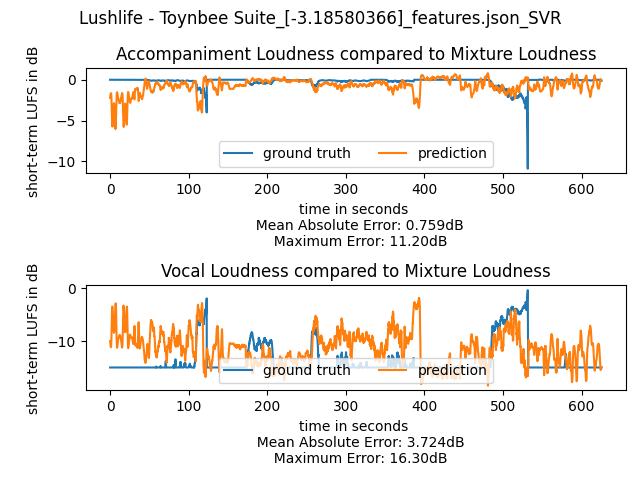 Lushlife - Toynbee Suite_[-3.18580366]_features.json_SVR
Accompaniment Loudness compared to Mixture Loudness
short-term LUFS in dB
0
−5
−10
ground truth
prediction
0 100 200 300 400 500 600
time in seconds
Mean Absolute Error: 0.759dB
Maximum Error: 11.20dB
Vocal Loudness compared to Mixture Loudness
short-term LUFS in dB
0
−10
ground truth
prediction
0 100 200 300 400 500 600
time in seconds
Mean Absolute Error: 3.724dB
Maximum Error: 16.30dB